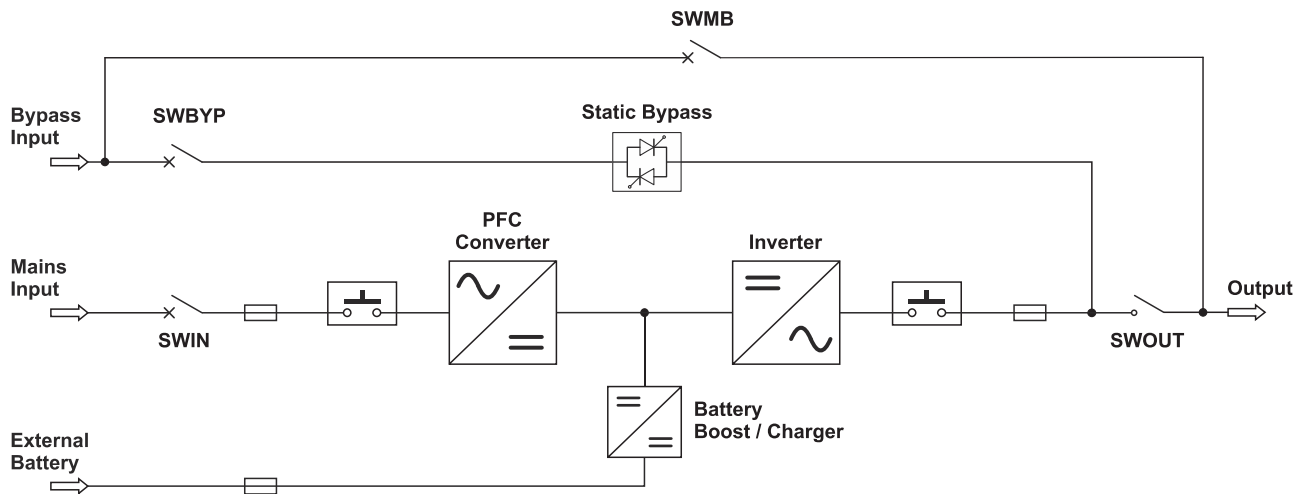 SWMB
Bypass
Input
SWBYP
Static Bypass
PFC
Converter
Inverter
Mains
Input
SWIN
Output
SWOUT
Battery
Boost / Charger
External
Battery